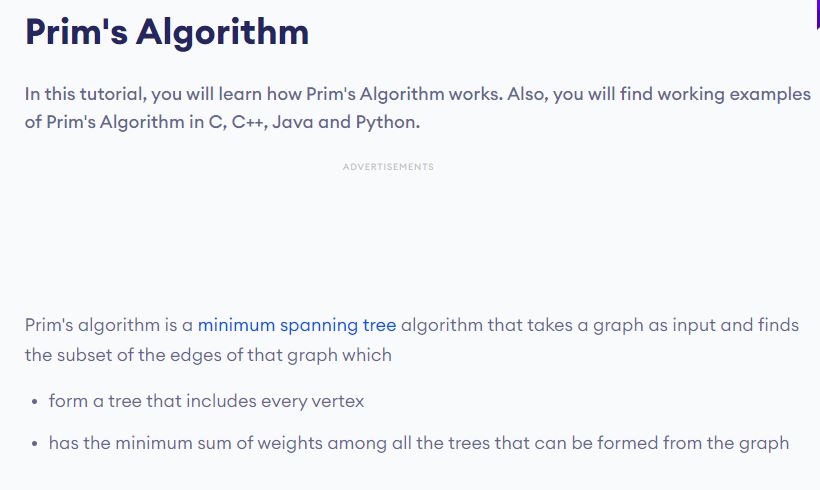 Prim's Algorithm
In this tutorial, you will learn how Prim's Algorithm works. Also, you will find working examples
of Prim's Algorithm in C, C++, Java and Python.
ADVERTISEMENTS
Prim's algorithm is a minimum spanning tree algorithm that takes a graph as input and finds
the subset of the edges of that graph which
• form a tree that includes every vertex
• has the minimum sum of weights among all the trees that can be formed from the graph